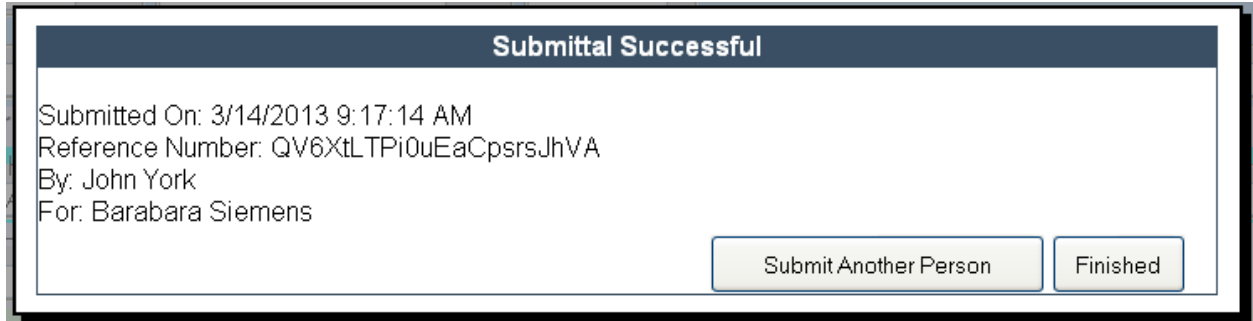 Submittal Successful
Submitted On: 3/14/2013 9:17:14 AM
Reference Number: QV6XtLTPi0uEaCpsrsJhVA
By: John York
For: Barabara Siemens
Submit Another Person Finished